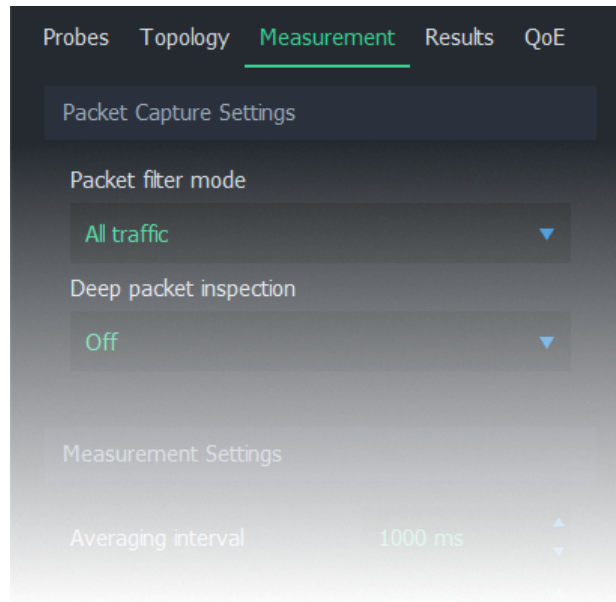 Probes Topology Measurement Results QoE
Packet Capture Settings
Packet filter mode
All traffic
Deep packet inspection
Off
Measurement Settings
Averaging interval 1000 ms